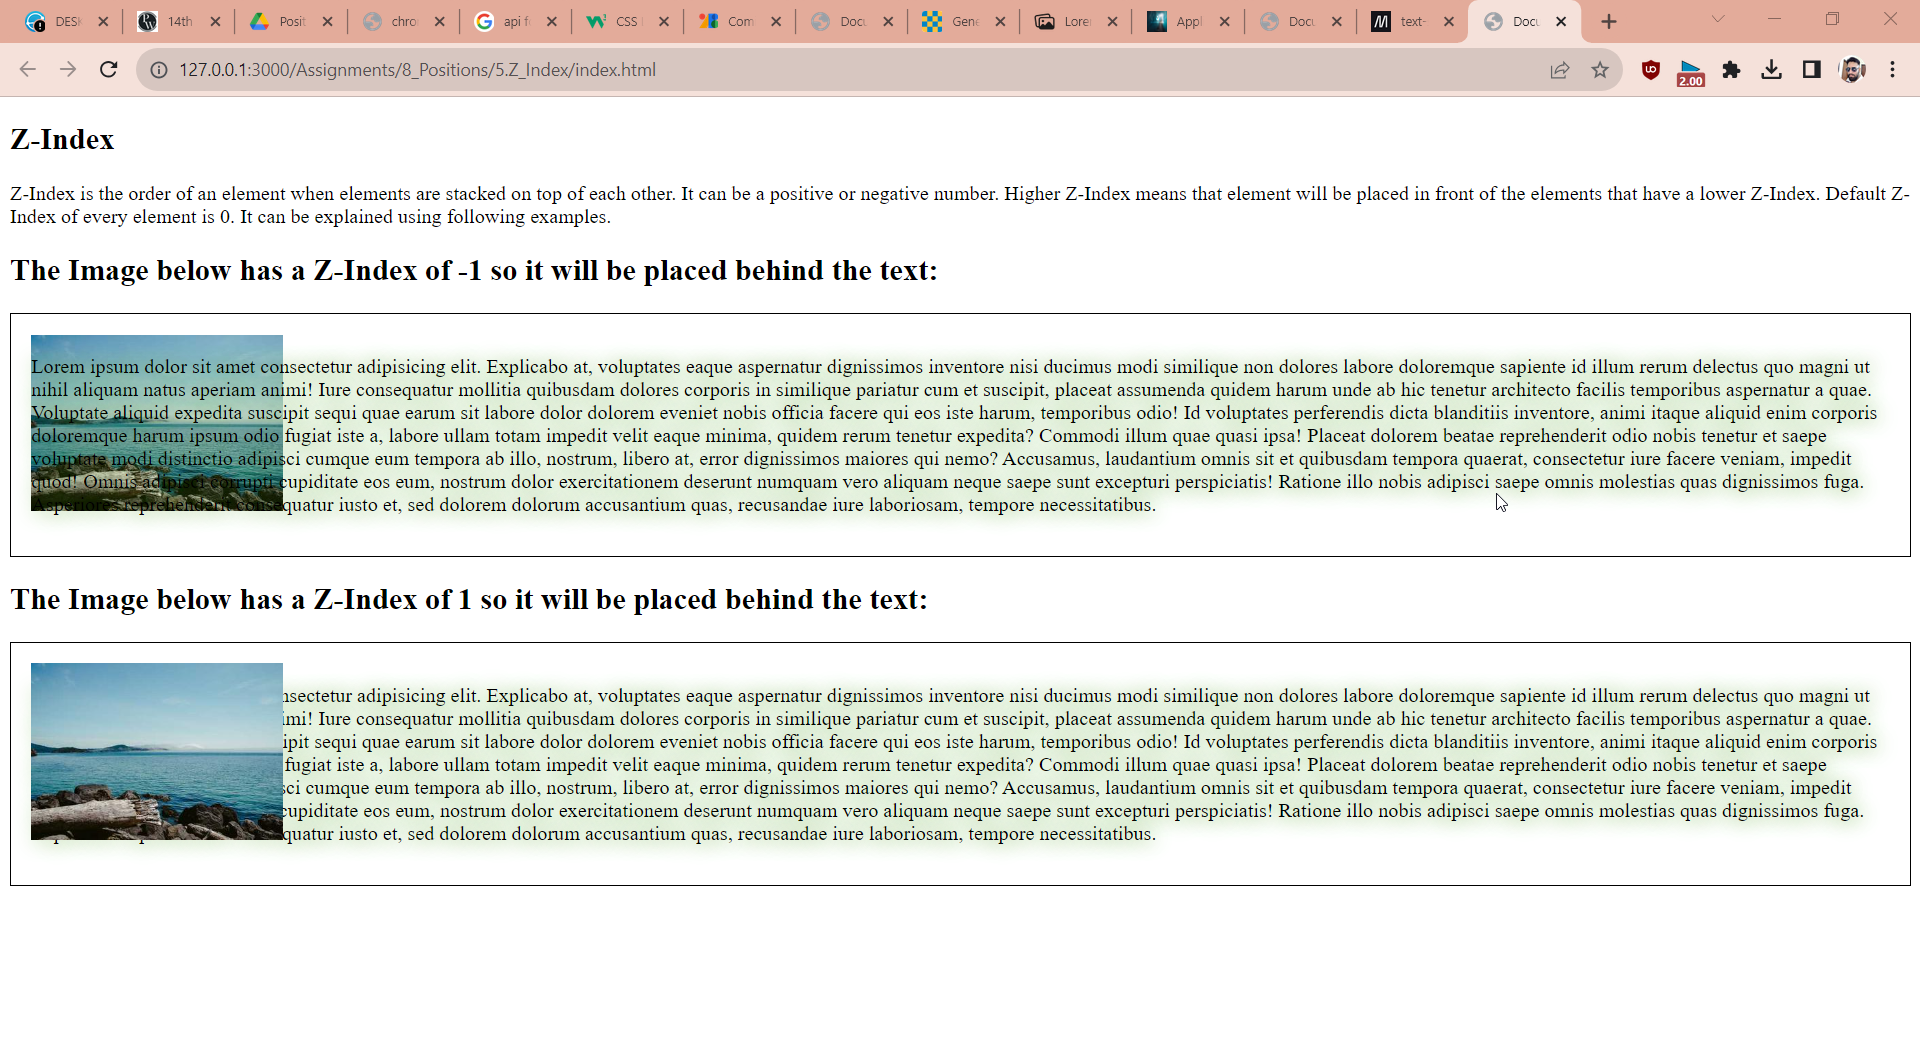 DESK
14th
Posit
chro
api fo
CSS
Com
Docu
Gene
Lore
Appl
Docu
text-
Docu
127.0.0.1:3000/Assignments/8_Positions/5.Z_Index/index.html
2.00
Z-Index
Z-Index is the order of an element when elements are stacked on top of each other. It can be a positive or negative number. Higher Z-Index means that element will be placed in front of the elements that have a lower Z-Index. Default Z-
Index of every element is 0. It can be explained using following examples.
The Image below has a Z-Index of -1 so it will be placed behind the text:
Lorem ipsum dolor sit amet consectetur adipisicing elit. Explicabo at, voluptates eaque aspernatur dignissimos inventore nisi ducimus modi similique non dolores labore doloremque sapiente id illum rerum delectus quo magni ut
nihil aliquam natus aperiam animi! Iure consequatur mollitia quibusdam dolores corporis in similique pariatur cum et suscipit, placeat assumenda quidem harum unde ab hic tenetur architecto facilis temporibus aspernatur a quae.
Voluptate aliquid expedita suscipit sequi quae earum sit labore dolor dolorem eveniet nobis officia facere qui eos iste harum, temporibus odio! Id voluptates perferendis dicta blanditiis inventore, animi itaque aliquid enim corporis
doloremque harum ipsum odio fugiat iste a, labore ullam totam impedit velit eaque minima, quidem rerum tenetur expedita? Commodi illum quae quasi ipsa! Placeat dolorem beatae reprehenderit odio nobis tenetur et saepe
voluptate modi distinctio adipisci cumque eum tempora ab illo, nostrum, libero at, error dignissimos maiores qui nemo? Accusamus, laudantium omnis sit et quibusdam tempora quaerat, consectetur iure facere veniam, impedit
quod! Omnis adipisci corrupti cupiditate eos eum, nostrum dolor exercitationem deserunt numquam vero aliquam neque saepe sunt excepturi perspiciatis! Ratione illo nobis adipisci saepe omnis molestias quas dignissimos fuga.
Asperiores reprehenderit consequatur iusto et, sed dolorem dolorum accusantium quas, recusandae iure laboriosam, tempore necessitatibus.
The Image below has a Z-Index of 1 so it will be placed behind the text:
nsectetur adipisicing elit. Explicabo at, voluptates eaque aspernatur dignissimos inventore nisi ducimus modi similique non dolores labore doloremque sapiente id illum rerum delectus quo magni ut
imi! Iure consequatur mollitia quibusdam dolores corporis in similique pariatur cum et suscipit, placeat assumenda quidem harum unde ab hic tenetur architecto facilis temporibus aspernatur a quae.
ipit sequi quae earum sit labore dolor dolorem eveniet nobis officia facere qui eos iste harum, temporibus odio! Id voluptates perferendis dicta blanditiis inventore, animi itaque aliquid enim corporis
fugiat iste a, labore ullam totam impedit velit eaque minima, quidem rerum tenetur expedita? Commodi illum quae quasi ipsa! Placeat dolorem beatae reprehenderit odio nobis tenetur et saepe
sci cumque eum tempora ab illo, nostrum, libero at, error dignissimos maiores qui nemo? Accusamus, laudantium omnis sit et quibusdam tempora quaerat, consectetur iure facere veniam, impedit
cupiditate eos eum, nostrum dolor exercitationem deserunt numquam vero aliquam neque saepe sunt excepturi perspiciatis! Ratione illo nobis adipisci saepe omnis molestias quas dignissimos fuga.
quatur iusto et, sed dolorem dolorum accusantium quas, recusandae iure laboriosam, tempore necessitatibus.